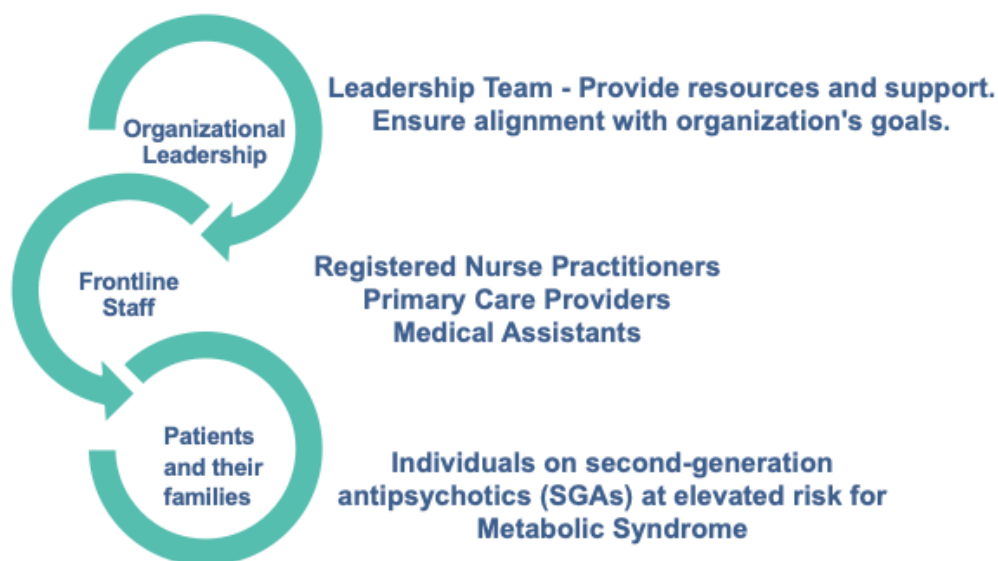 Organizational
Leadership
Leadership Team - Provide resources and support.
Ensure alignment with organization's goals.
Frontline
Staff
Registered Nurse Practitioners
Primary Care Providers
Medical Assistants
Patients
and their
families
Individuals on second-generation
antipsychotics (SGAs) at elevated risk for
Metabolic Syndrome